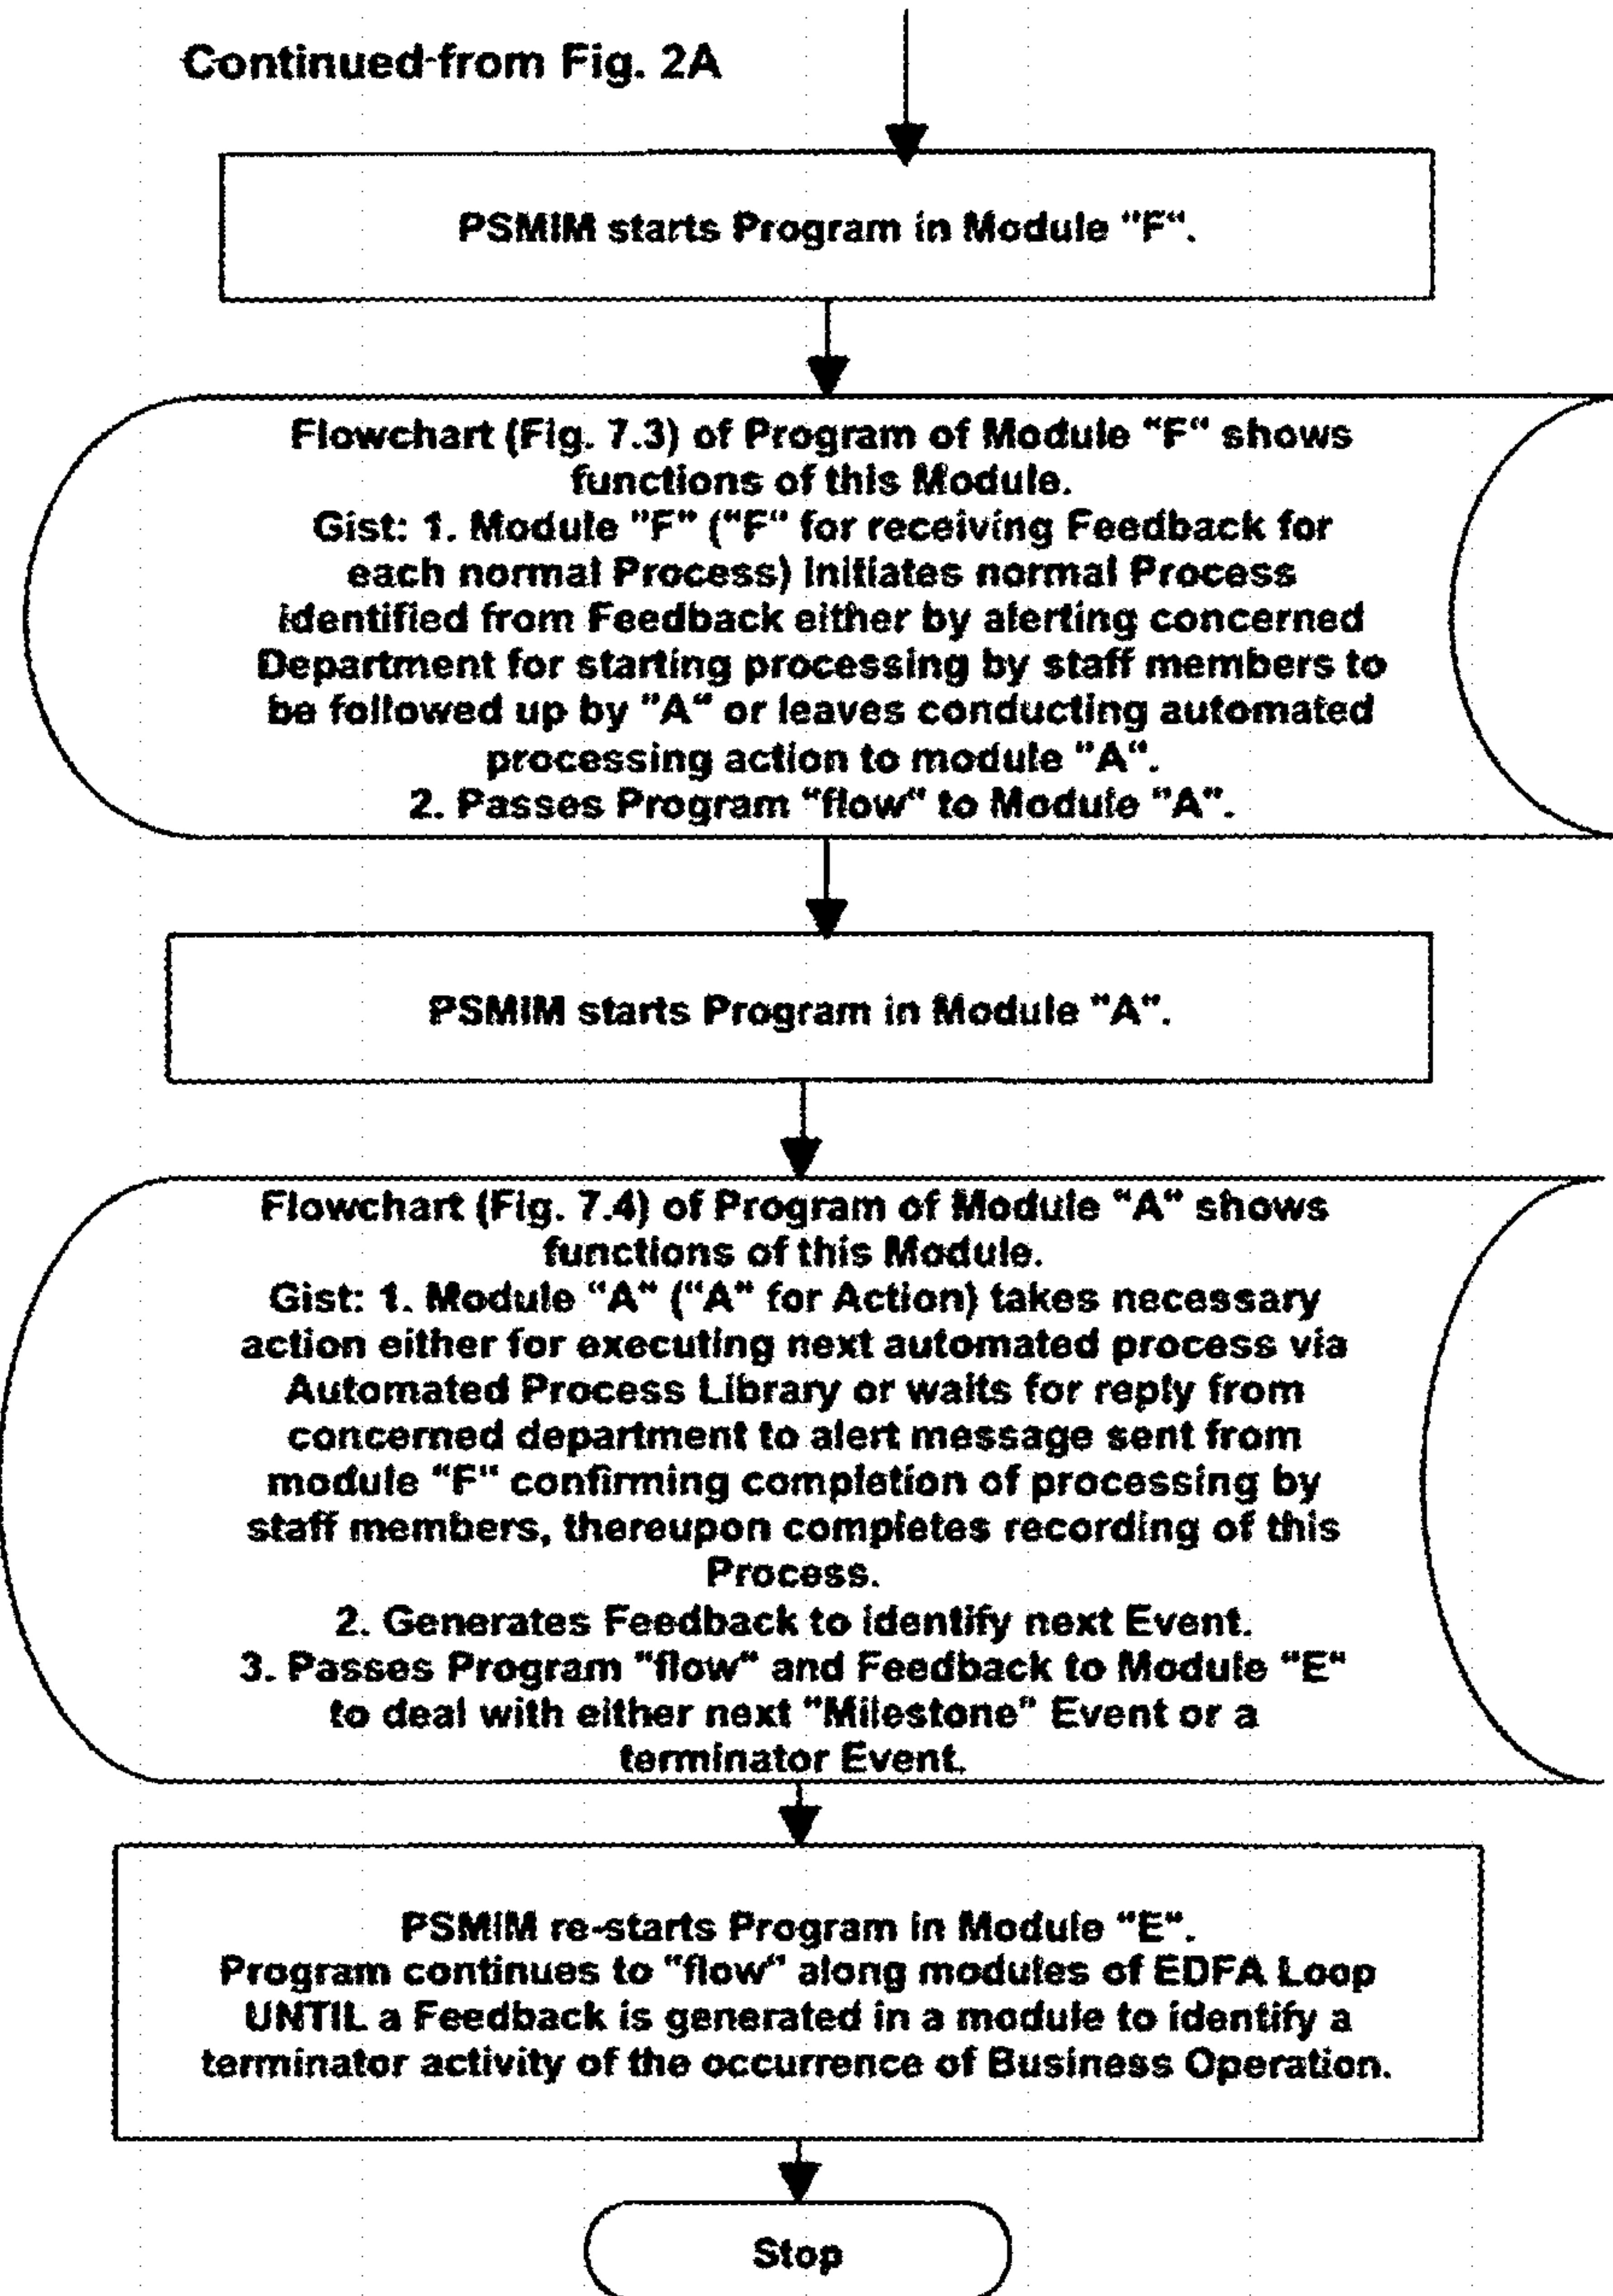 Continued from Fig. 2A
PSMIM starts Program in Module "F".
Flowchart (Fig. 7.3) of Program of Module "F" shows
functions of this Module.
Gist: 1. Module "F" ("F" for receiving Feedback for
each normal Process) initiates normal Process
identified from Feedback either by alerting concerned
Department for starting processing by staff members to
be followed up by "A" or leaves conducting automated
processing action to module "A".
2. Passes Program "flow" to Module "A".
PSMIM starts Program in Module "A".
Flowchart (Fig. 7.4) of Program of Module "A" shows
functions of this Module.
Gist: 1. Module "A" ("A" for Action) takes necessary
action either for executing next automated process via
Automated Process Library or waits for reply from
concerned department to alert message sent from
module "F" confirming completion of processing by
staff members, thereupon completes recording of this
Process.
2. Generates Feedback to identify next Event.
3. Passes Program "flow" and Feedback to Module "E"
to deal with either next "Milestone" Event or a
terminator Event.
PSMIM re-starts Program in Module "E".
Program continues to "flow" along modules of EDFA Loop
UNTIL a Feedback is generated in a module to identify a
terminator activity of the occurrence of Business Operation.
Stop